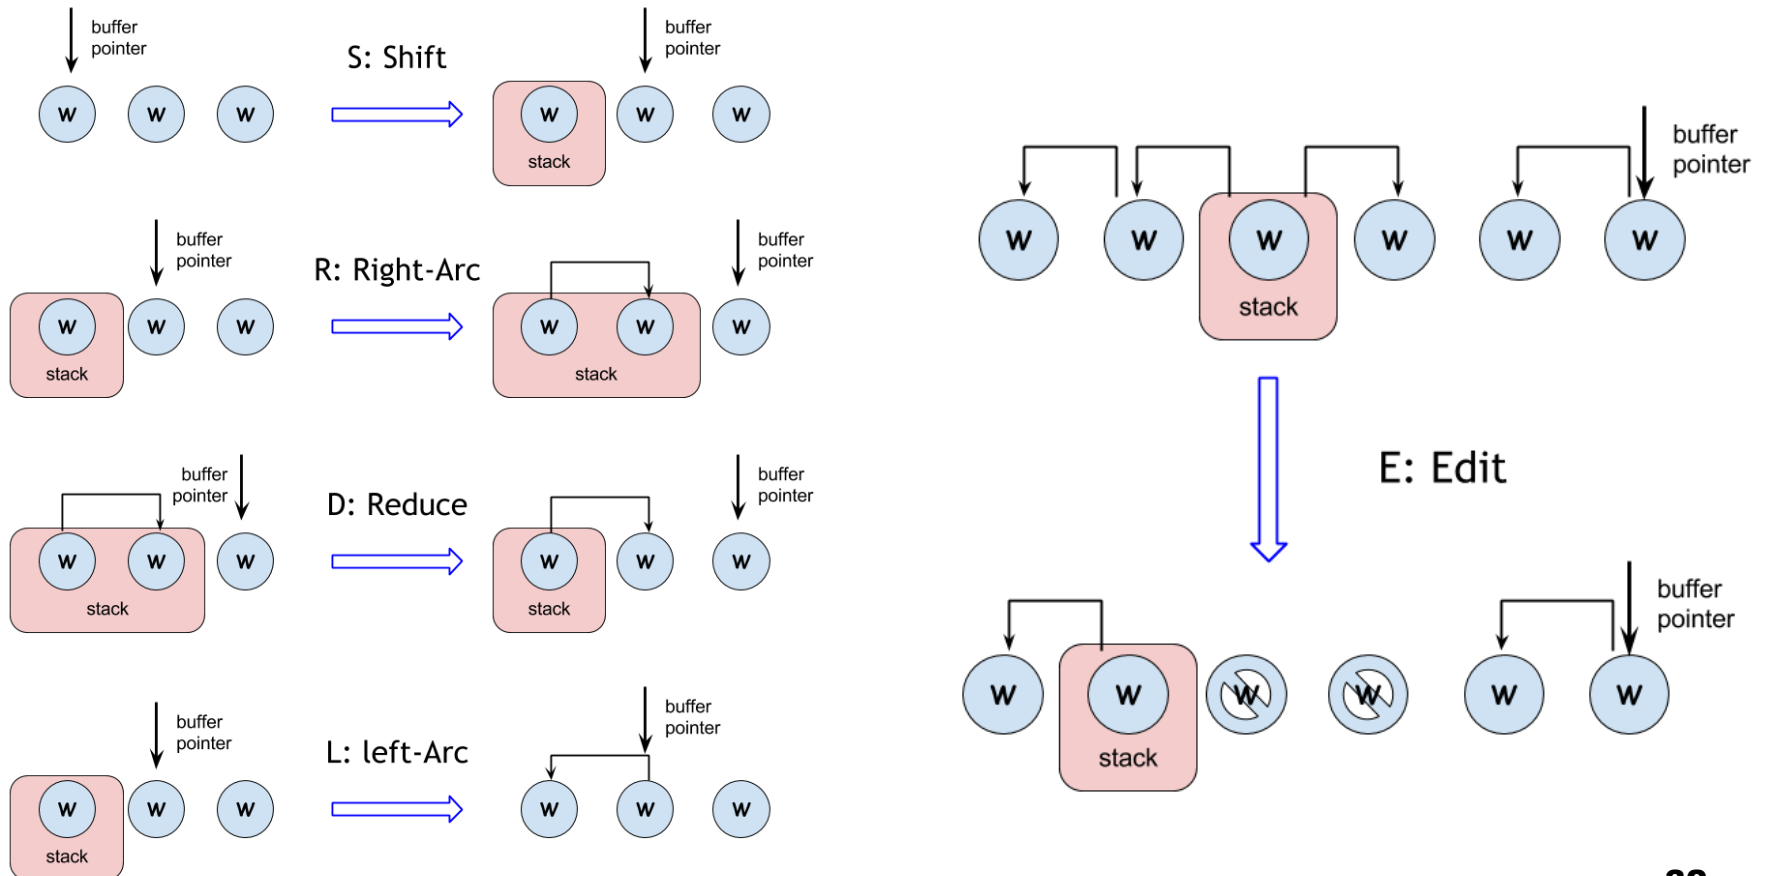 buffer
pointer
S: Shift
buffer
pointer
W W W
W W W
stack
buffer
pointer
R: Right-Arc
buffer
pointer
W W W
W W W
stack
stack
buffer
pointer
D: Reduce
buffer
pointer
W W W
W W W
stack
stack
buffer
pointer
L: left-Arc
buffer
pointer
W W W
W W W
stack
buffer
pointer
W W W W W W
stack
E: Edit
buffer
pointer
W W W W W W
stack